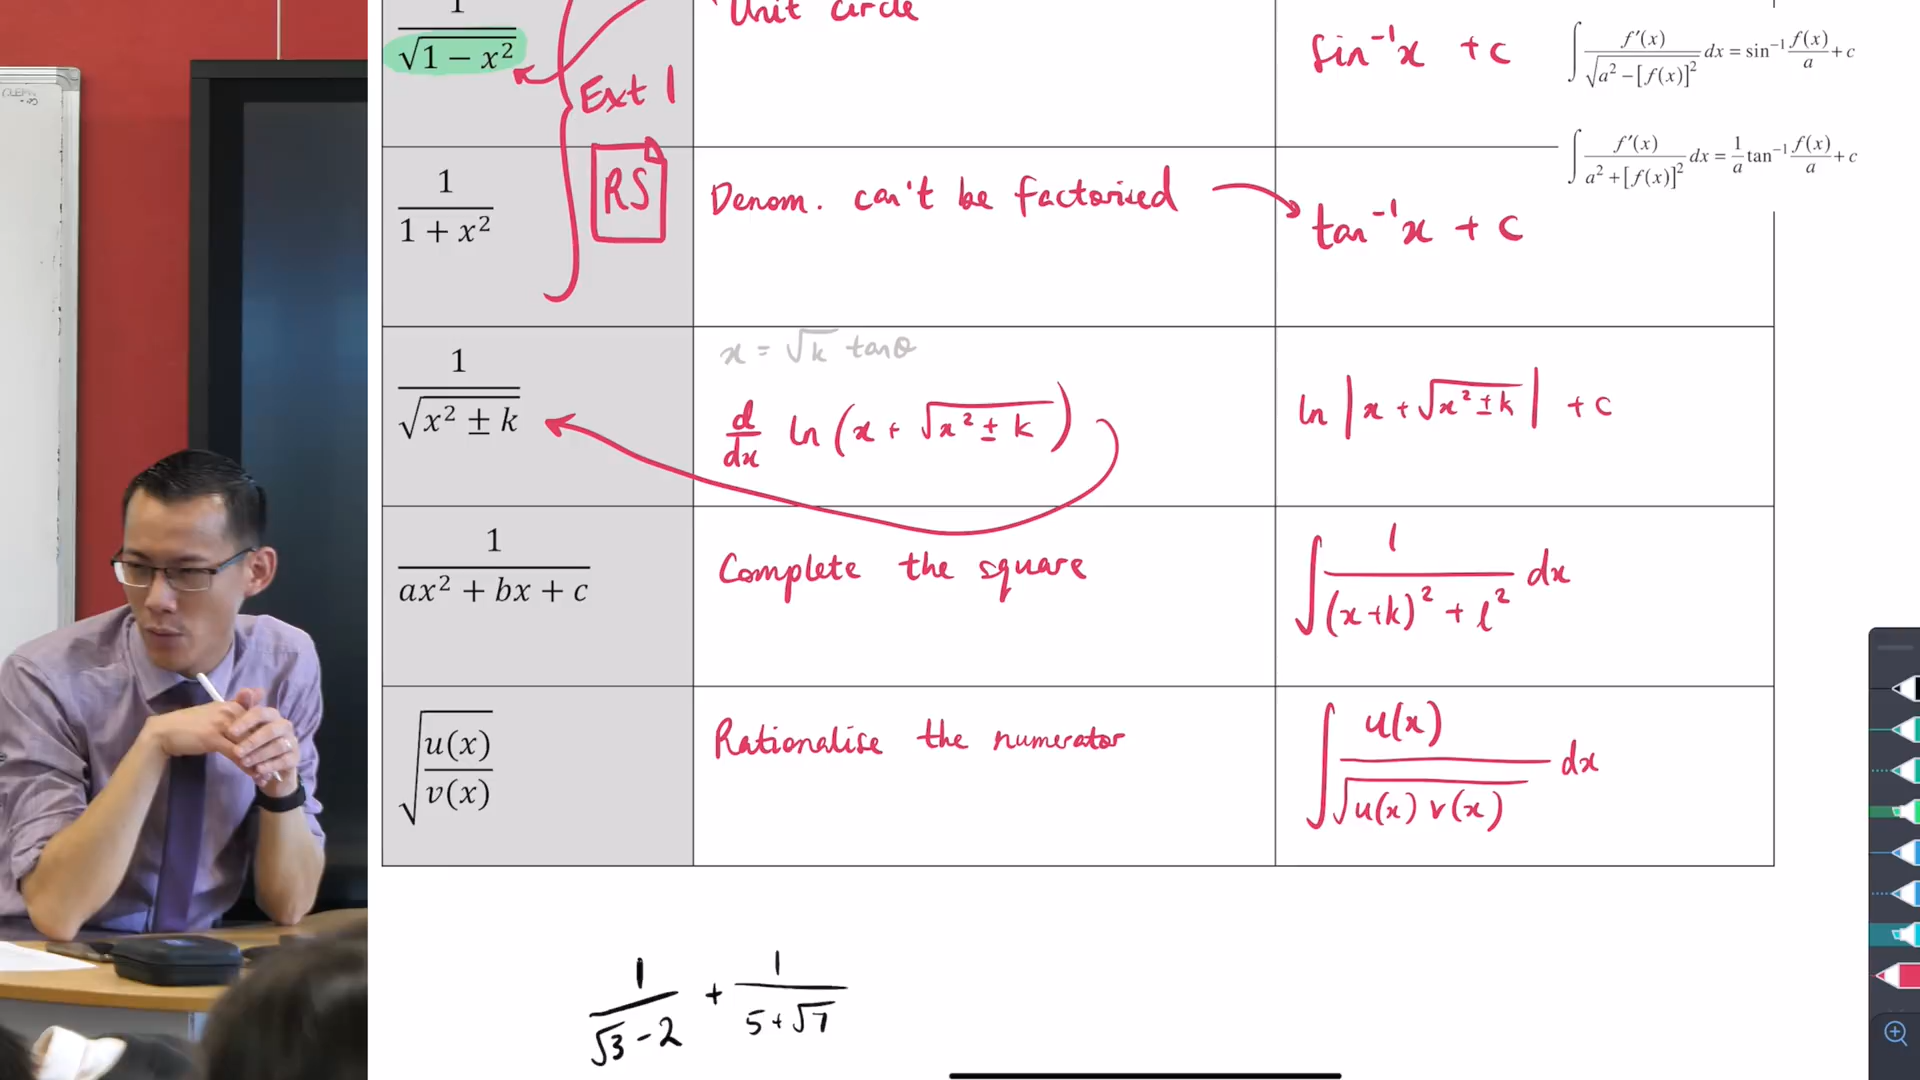 1
√1 − x²
Unit circle
sin⁻¹x + c
∫ f′(x) / √a² − [f(x)]² dx = sin⁻¹ f(x)/a + c
Ext 1
∫ f′(x) / a² + [f(x)]² dx = 1/a tan⁻¹ f(x)/a + c
1
1 + x²
RS
Denom. can't be factorised
tan⁻¹x + c
x = √k tanθ
1
√x² ± k
d/dx ln (x + √x² ± k)
ln |x + √x² ± k| + c
1
ax² + bx + c
Complete the square
∫ 1 / (x+k)² + l² dx
√u(x)/v(x)
Rationalise the numerator
∫ u(x) / √u(x) v(x) dx
1/√3 − 2 + 1/5 + √7